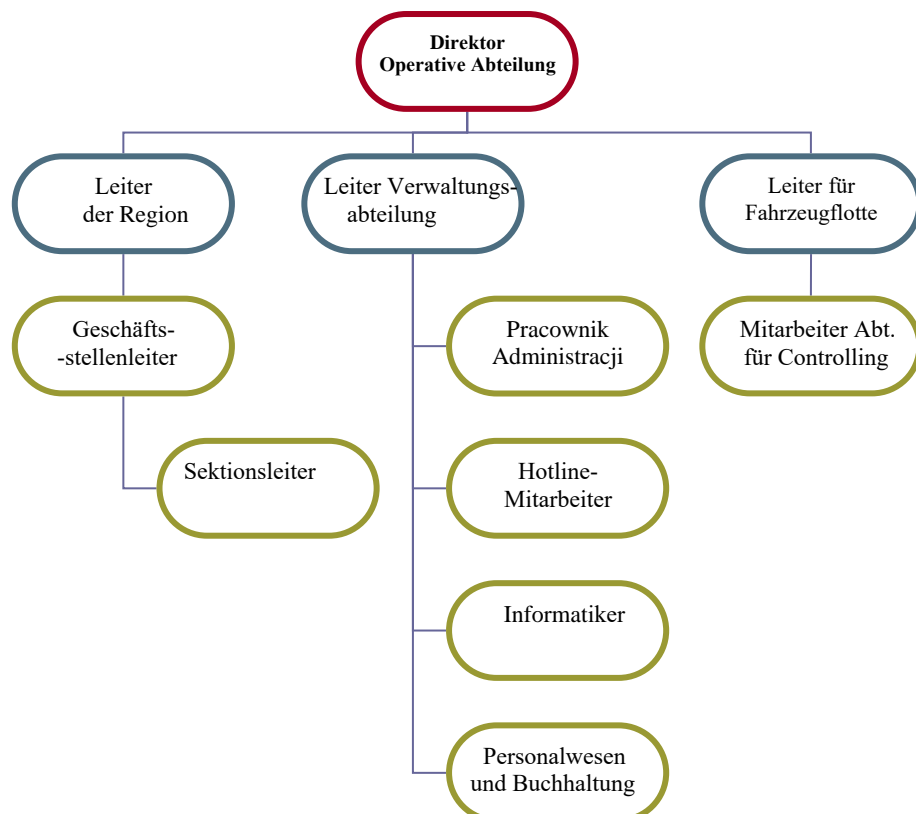 Direktor
Operative Abteilung
Leiter
der Region
Leiter Verwaltungs-
abteilung
Leiter für
Fahrzeugflotte
Geschäfts-
-stellenleiter
Pracownik
Administracji
Mitarbeiter Abt.
für Controlling
Sektionsleiter
Hotline-
Mitarbeiter
Informatiker
Personalwesen
und Buchhaltung